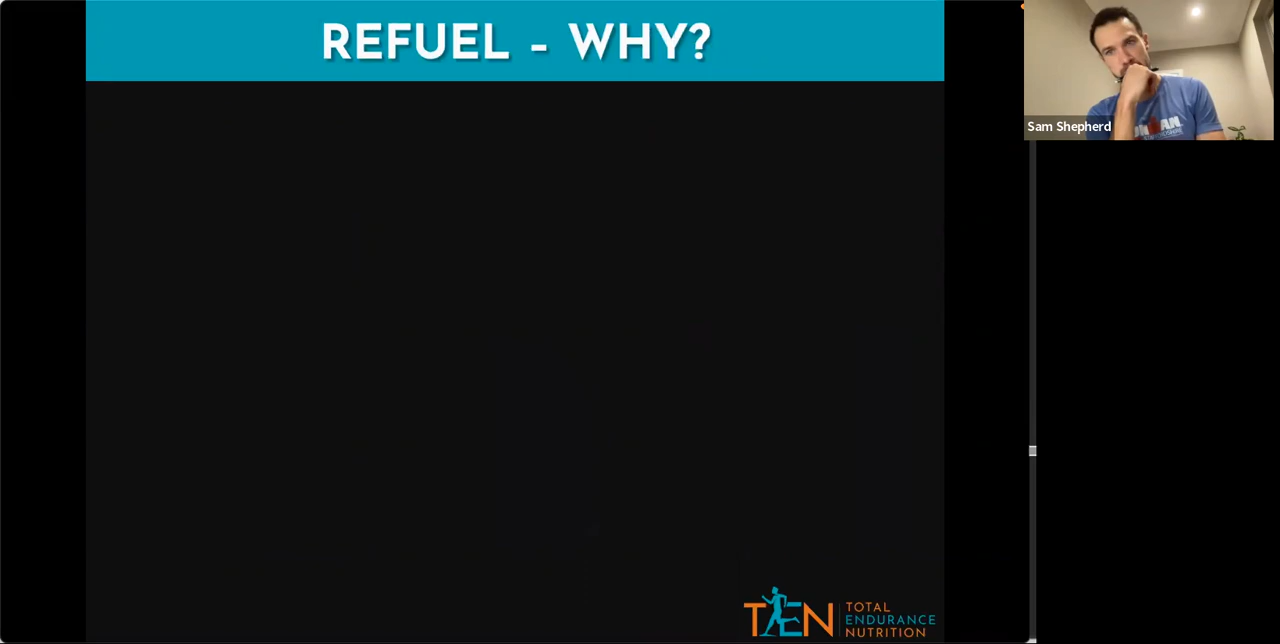 REFUEL - WHY?
Sam Shepherd
TEN
TOTAL
ENDURANCE
NUTRITION